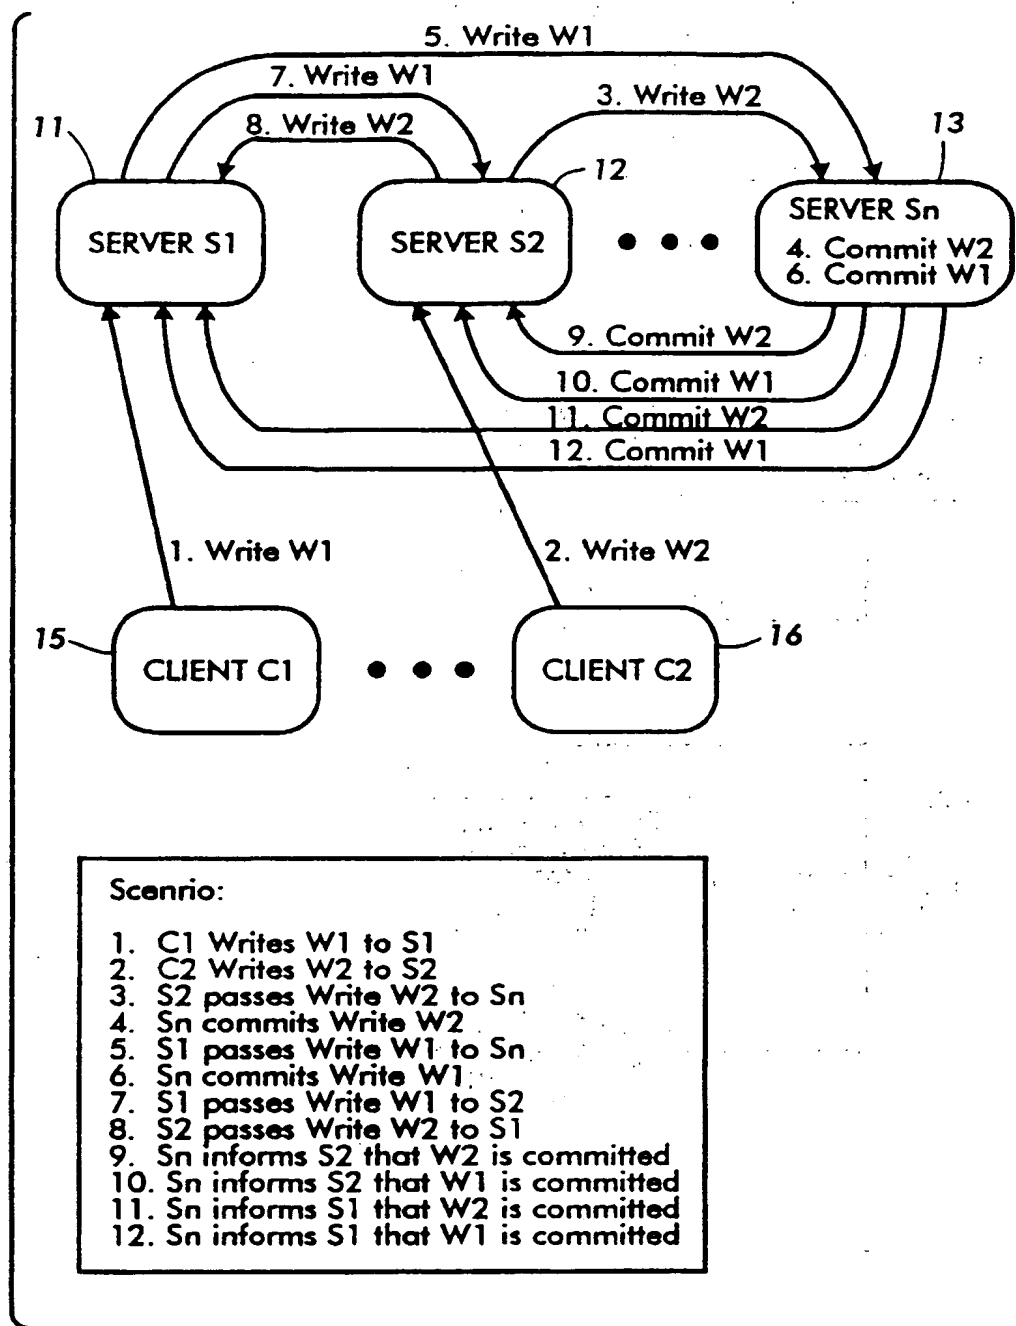 5. Write W1
7. Write W1
3. Write W2
8. Write W2
11
12
13
SERVER S1
SERVER S2
SERVER Sn
4. Commit W2
6. Commit W1
9. Commit W2
10. Commit W1
11. Commit W2
12. Commit W1
1. Write W1
2. Write W2
15
CLIENT C1
CLIENT C2
16
Scenrio:
1. C1 Writes W1 to S1
2. C2 Writes W2 to S2
3. S2 passes Write W2 to Sn
4. Sn commits Write W2
5. S1 passes Write W1 to Sn
6. Sn commits Write W1
7. S1 passes Write W1 to S2
8. S2 passes Write W2 to S1
9. Sn informs S2 that W2 is committed
10. Sn informs S2 that W1 is committed
11. Sn informs S1 that W2 is committed
12. Sn informs S1 that W1 is committed